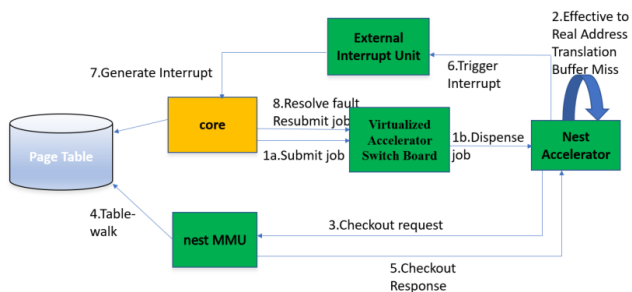 2.Effective to
Real Address
Translation
Buffer Miss
External
Interrupt Unit
6.Trigger
Interrupt
7.Generate Interrupt
8.Resolve fault
Resubmit job
core
Virtualized
Accelerator
Switch Board
1b.Dispense
job
Nest
Accelerator
Page Table
1a.Submit job
4.Table-
walk
3.Checkout request
nest MMU
5.Checkout
Response